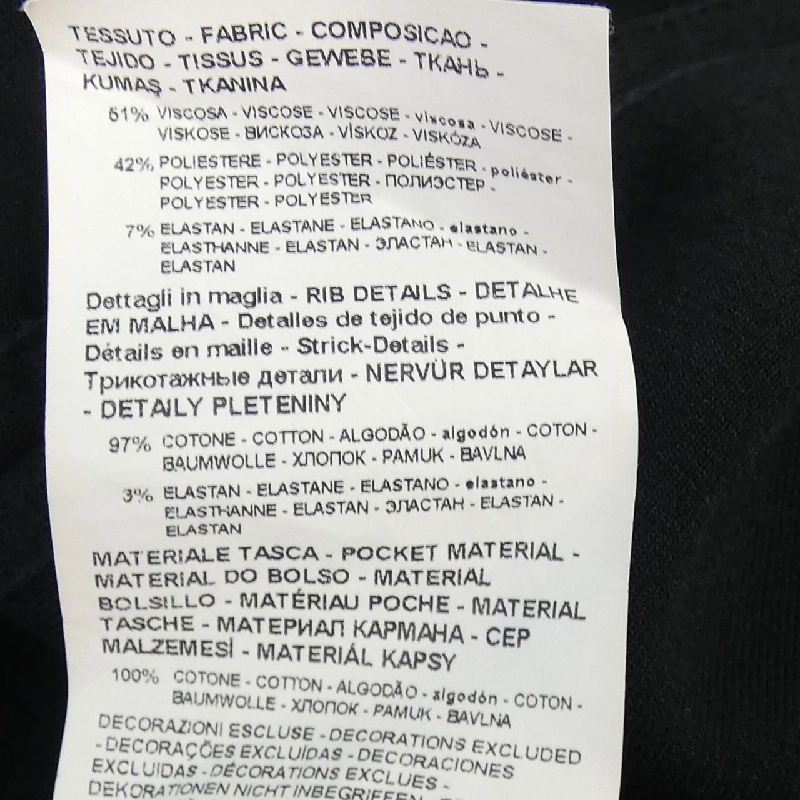 TESSUTO - FABRIC - COMPOSICAO -
TEJIDO - TISSUS - GEWEBE - ТКАНЬ -
KUMAŞ - TKANINA
51% VISCOSA - VISCOSE - VISCOSE - viscosa - VISCOSE -
VISKOSE - ВИСКОЗА - VİSKOZ - VISKÓZA
42% POLIESTERE - POLYESTER - POLIÉSTER - poliéster -
POLYESTER - POLYESTER - ПОЛИЭСТЕР -
POLYESTER - POLYESTER
7% ELASTAN - ELASTANE - ELASTANO - elastano -
ELASTHANNE - ELASTAN - ЭЛАСТАН - ELASTAN -
ELASTAN
Dettagli in maglia - RIB DETAILS - DETALHE
EM MALHA - Detalles de tejido de punto -
Détails en maille - Strick-Details -
Трикотажные детали - NERVÜR DETAYLAR
- DETAILY PLETENINY
97% COTONE - COTTON - ALGODÃO - algodón - COTON -
BAUMWOLLE - ХЛОПОК - PAMUK - BAVLNA
3% ELASTAN - ELASTANE - ELASTANO - elastano -
ELASTHANNE - ELASTAN - ЭЛАСТАН - ELASTAN -
ELASTAN
MATERIALE TASCA - POCKET MATERIAL -
MATERIAL DO BOLSO - MATERIAL
BOLSILLO - MATÉRIAU POCHE - MATERIAL
TASCHE - МАТЕРИАЛ КАРМАНА - CEP
MALZEMESİ - MATERIÁL KAPSY
100% COTONE - COTTON - ALGODÃO - algodón - COTON -
BAUMWOLLE - ХЛОПОК - PAMUK - BAVLNA
DECORAZIONI ESCLUSE - DECORATIONS EXCLUDED
- DECORAÇÕES EXCLUÍDAS - DECORACIONES
EXCLUIDAS - DÉCORATIONS EXCLUES -
DEKORATIONEN NICHT INBEGRIFFEN -